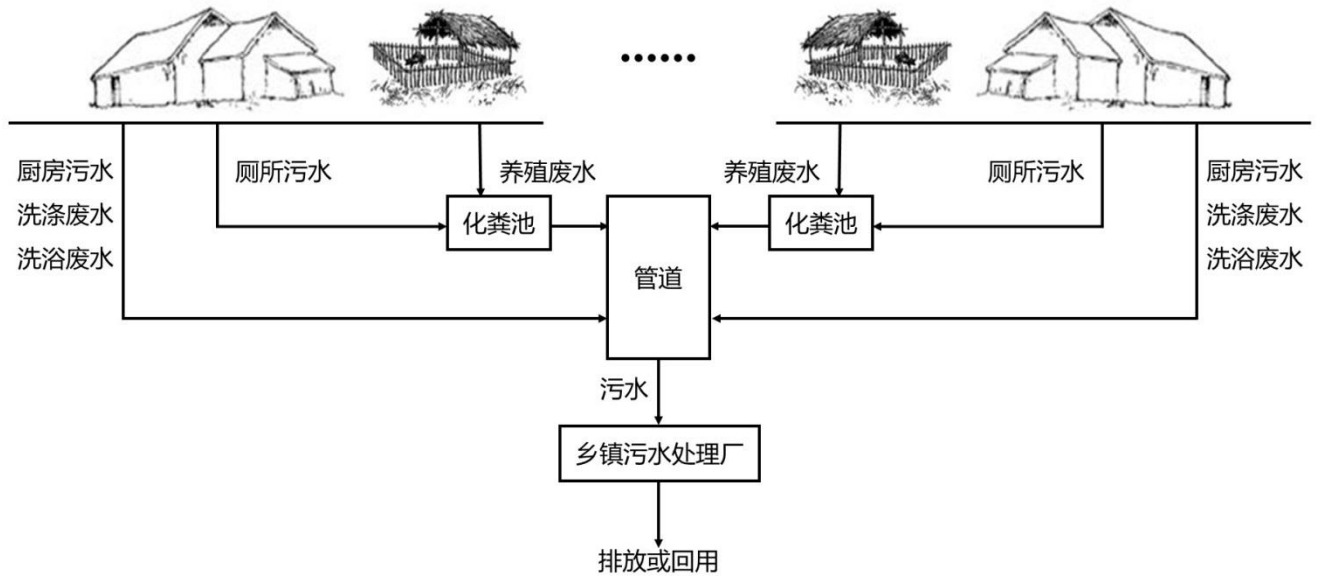 ······
厨房污水
厕所污水
养殖废水
养殖废水
厕所污水
厨房污水
洗涤废水
化粪池
化粪池
洗涤废水
洗浴废水
管道
洗浴废水
污水
乡镇污水处理厂
排放或回用